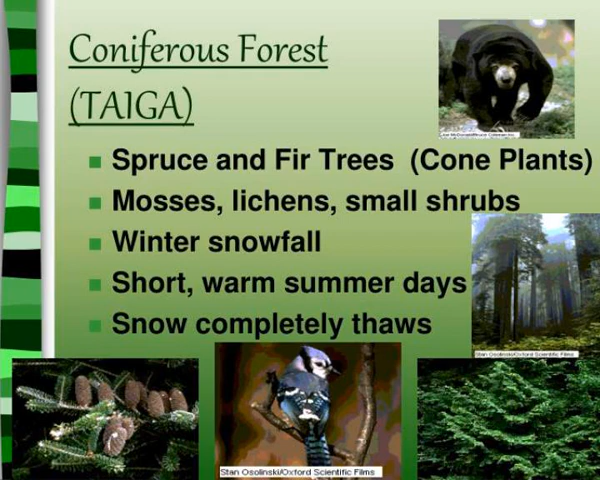 Coniferous Forest
(TAIGA)
Spruce and Fir Trees (Cone Plants)
Mosses, lichens, small shrubs
Winter snowfall
Short, warm summer days
Snow completely thaws
Stan Osolinski/Oxford Scientific Films
Stan Osolinski/Oxford Scientific Films